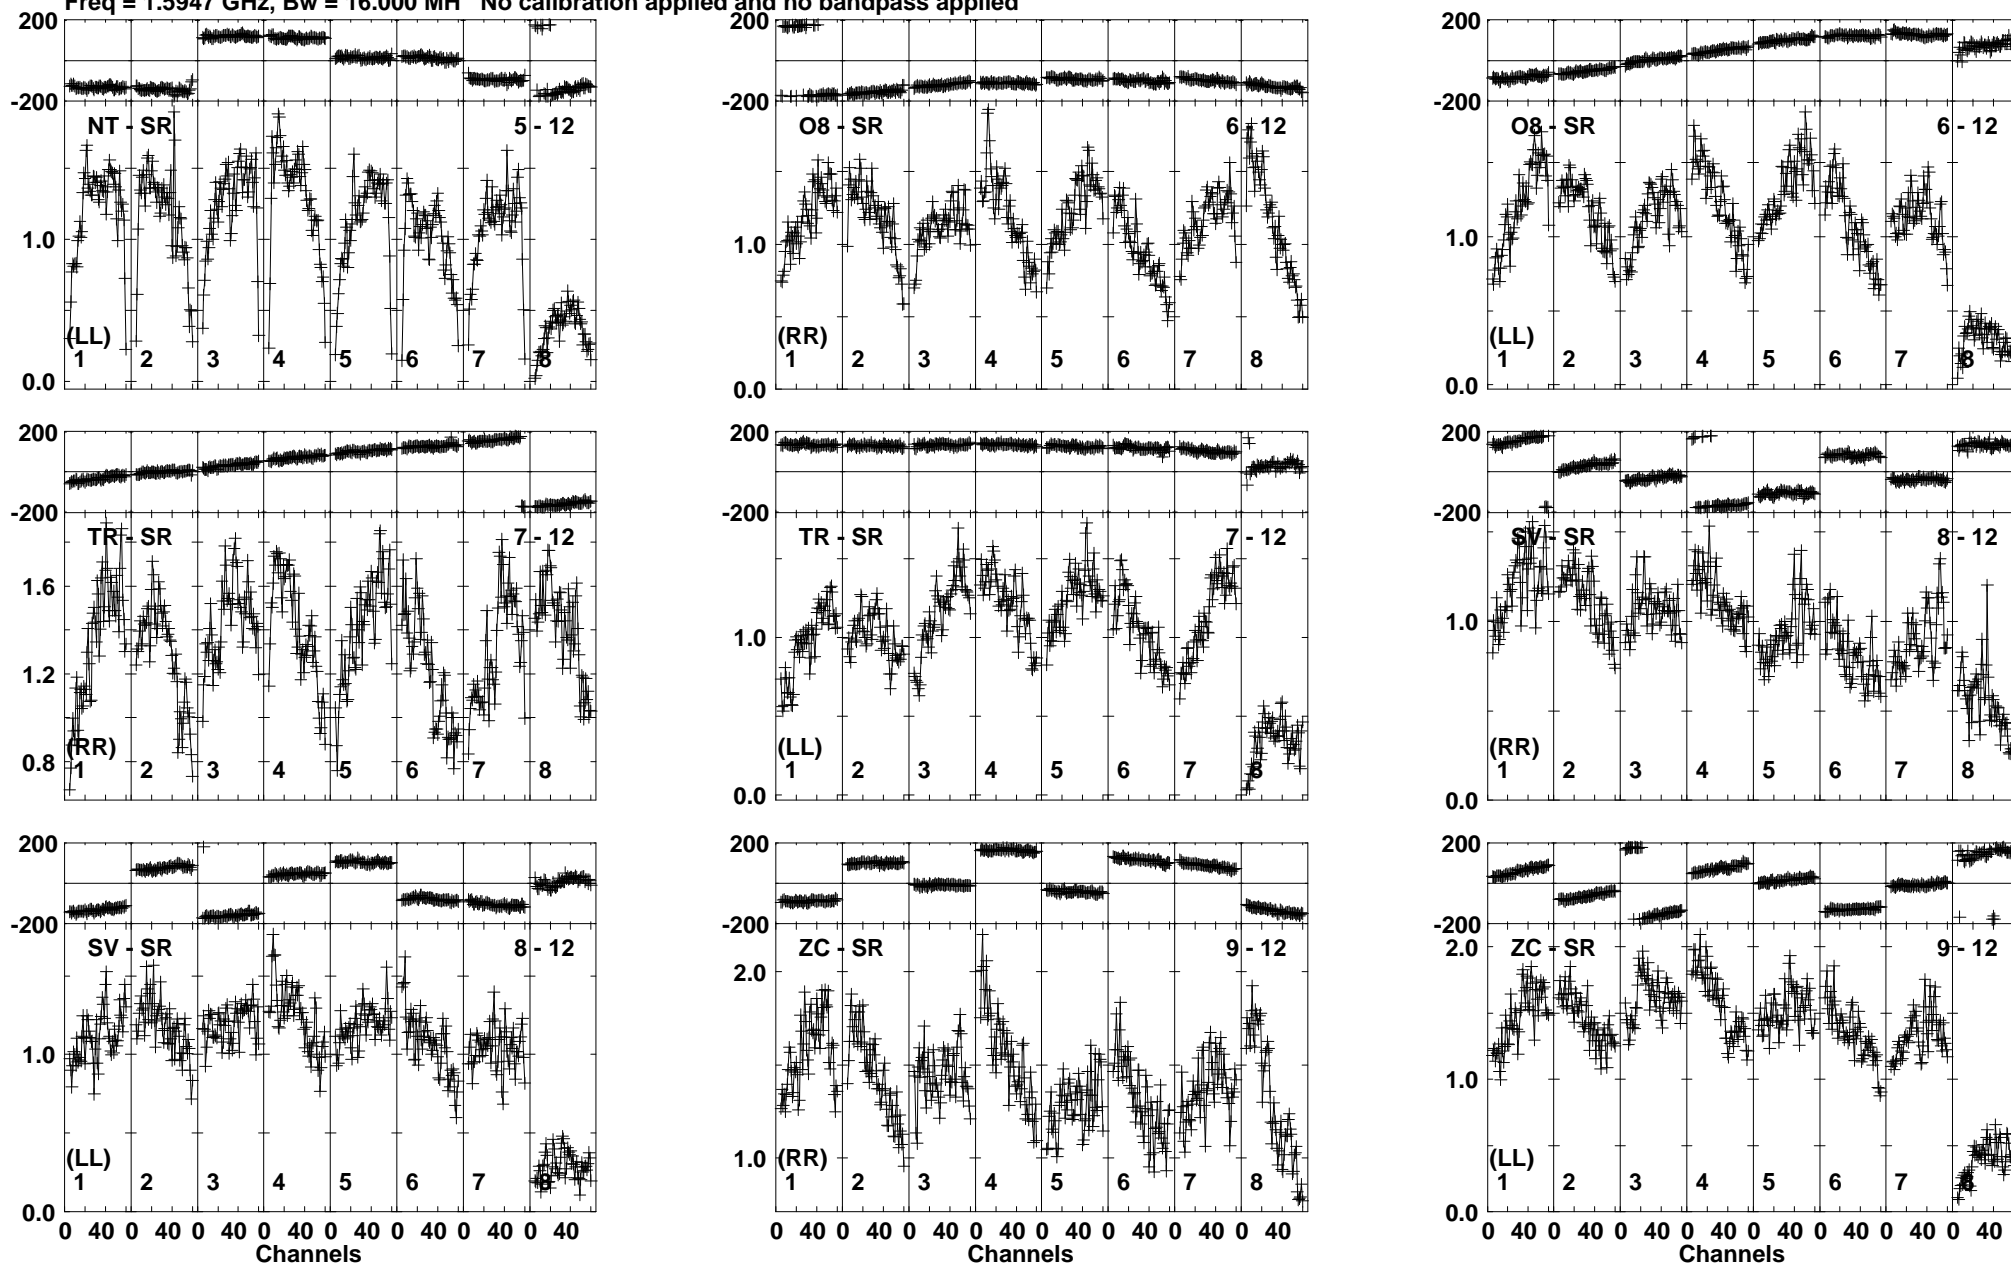 Freq = 1.5947 GHz, Bw = 16.000 MH No calibration applied and no bandpass applied
200 200 200
-200 -200 -200
NT - SR 5 - 12 O8 - SR 6 - 12 O8 - SR 6 - 12
1.0 1.0 1.0
(LL) (RR) (LL)
1 2 3 4 5 6 7 8 1 2 3 4 5 6 7 8 1 2 3 4 5 6 7 8
0.0 0.0 0.0
200 200 200
-200 -200 -200
TR - SR 7 - 12 TR - SR 7 - 12 SV - SR 8 - 12
1.6 1.0 1.0
1.2
(RR) (LL) (RR)
0.8 1 2 3 4 5 6 7 8 1 2 3 4 5 6 7 8 1 2 3 4 5 6 7 8
0.0 0.0
200 200 200
-200 -200 -200
SV - SR 8 - 12 ZC - SR 9 - 12 ZC - SR 9 - 12
2.0 2.0
1.0 1.0 1.0
(LL) (RR) (LL)
1 2 3 4 5 6 7 8 1 2 3 4 5 6 7 8 1 2 3 4 5 6 7 8
0.0 0.0
0 40 0 40 0 40 0 40 0 40 0 40 0 40 0 40 0 40 0 40 0 40 0 40 0 40 0 40 0 40 0 40 0 40 0 40 0 40 0 40 0 40 0 40 0 40 0 40
Channels Channels Channels